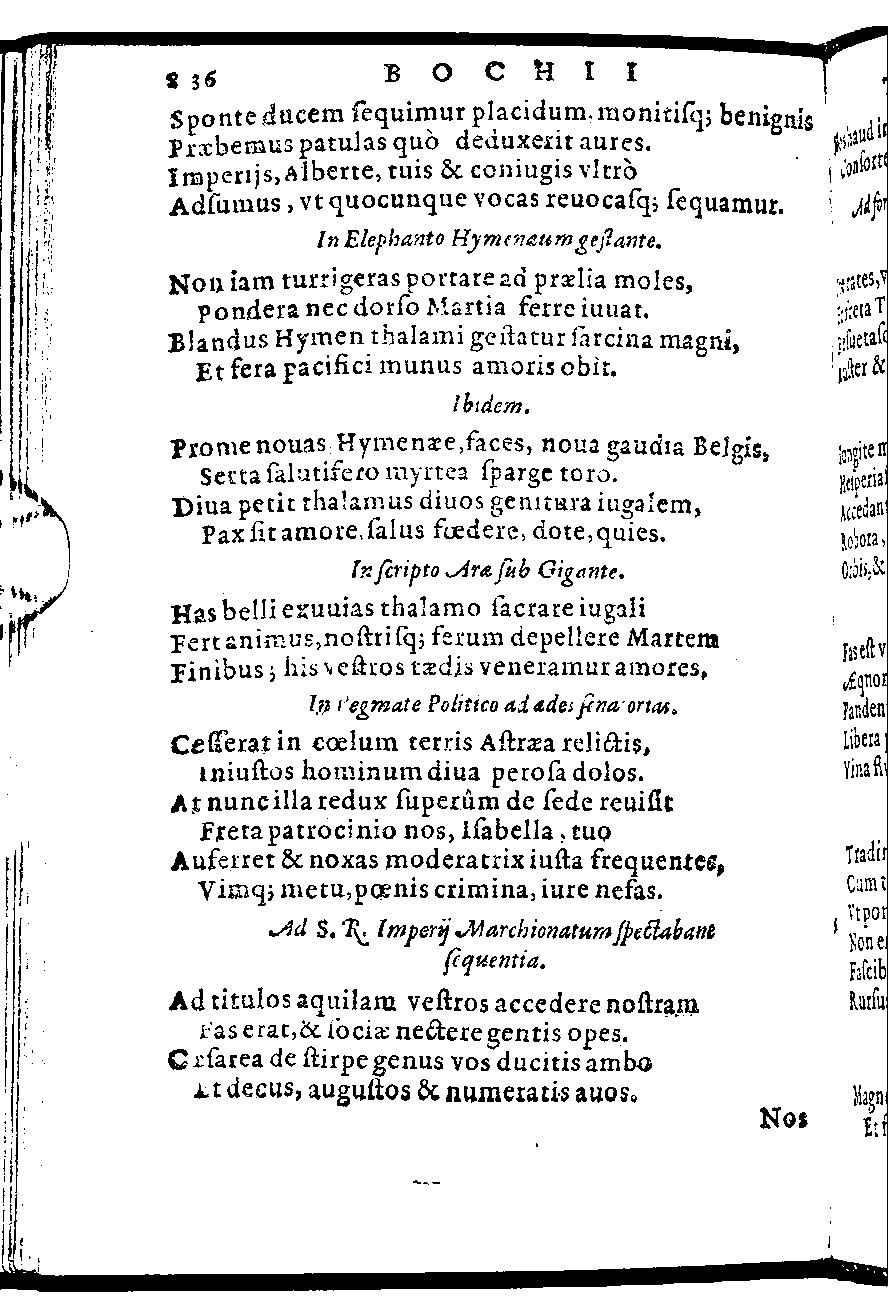 236 BOCHII
Sponte ducem ſequimur placidum, monitiſq; benignis
Præbemus patulas quò deduxerit aures.
Imperijs, Alberte, tuis & coniugis vltrò
Adſumus, vt quocunque vocas reuocaſq; ſequamur.
In Elephanto Hymenæum geſtante.
Non iam turrigeras portare ad prælia moles,
Pondera nec dorſo Martia ferre iuuat.
Blandus Hymen thalami geſtatur ſarcina magni,
Et fera pacifici munus amoris obit.
Ibidem.
Prome nouas Hymenæe, faces, noua gaudia Belgis,
Serta ſalutifero myrtea ſparge toro.
Diua petit thalamus diuos genitura iugalem,
Pax ſit amore, ſalus fœdere, dote, quies.
Inſcripto Aræ ſub Gigante.
Has belli exuuias thalamo ſacrare iugali
Fert animus, noſtriſq; ferum depellere Martem
Finibus; his veſtros tædis veneramur amores,
In Pegmate Politico ad ædes ſenatorias.
Ceſſerat in cœlum terris Aſtræa relictis,
Iniuſtos hominum diua peroſa dolos.
At nunc illa redux ſuperûm de ſede reuiſit
Freta patrocinio nos, Iſabella, tuo
Auferret & noxas moderatrix iuſta frequentes,
Vimq; metu, pœnis crimina, iure nefas.
Ad S. R. Imperij Marchionatum ſpectabant
ſequentia.
Ad titulos aquilam veſtros accedere noſtram
Fas erat, & ſociæ nectere gentis opes.
Cæſarea de ſtirpe genus vos ducitis ambo
Et decus, auguſtos & numeratis auos.
Nos